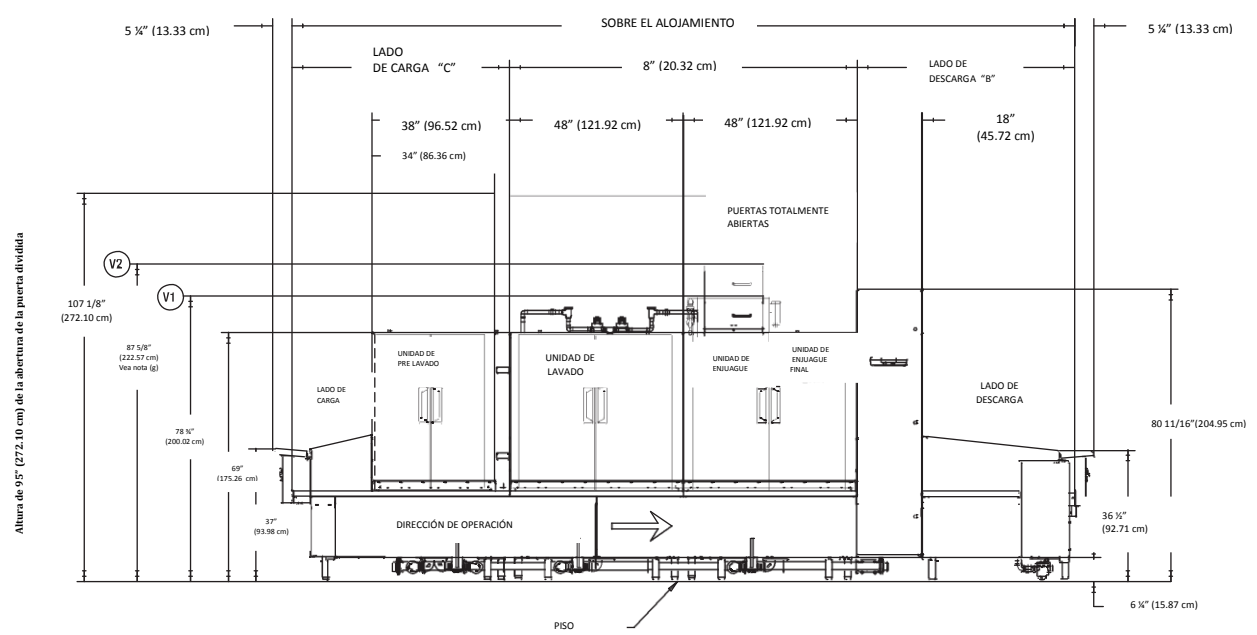 SOBRE EL ALOJAMIENTO
5 ¼” (13.33 cm)
5 ¼” (13.33 cm)
LADO
DE CARGA “C”
8” (20.32 cm)
LADO DE
DESCARGA “B”
38” (96.52 cm)
48” (121.92 cm)
48” (121.92 cm)
18”
(45.72 cm)
34” (86.36 cm)
PUERTAS TOTALMENTE
ABIERTAS
Altura de 95” (272.10 cm) de la abertura de la puerta dividida
V2
V1
107 1/8”
(272.10 cm)
87 5/8”
(222.57 cm)
Vea nota (g)
UNIDAD DE
PRE LAVADO
UNIDAD DE
LAVADO
UNIDAD DE
ENJUAGUE
UNIDAD DE
ENJUAGUE
FINAL
LADO DE
CARGA
LADO DE
DESCARGA
78 ¾”
(200.02 cm)
80 11/16”(204.95 cm)
69”
(175.26 cm)
37”
(93.98 cm)
DIRECCIÓN DE OPERACIÓN
36 ½”
(92.71 cm)
6 ¼” (15.87 cm)
PISO